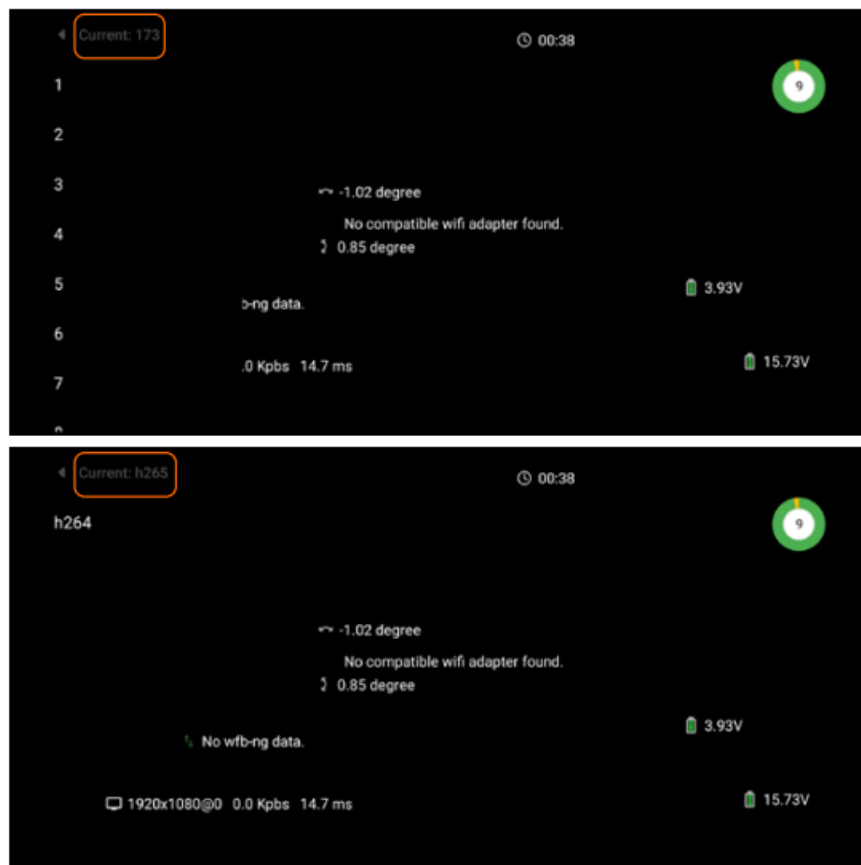 Current: 173
00:38
1
9
2
3
-1.02 degree
No compatible wifi adapter found.
4
0.85 degree
5
3.93V
-ng data.
6
.0 Kpbs 14.7 ms
15.73V
7
Current: h265
00:38
h264
9
-1.02 degree
No compatible wifi adapter found.
0.85 degree
3.93V
No wfb-ng data.
1920x1080@0 0.0 Kpbs 14.7 ms
15.73V